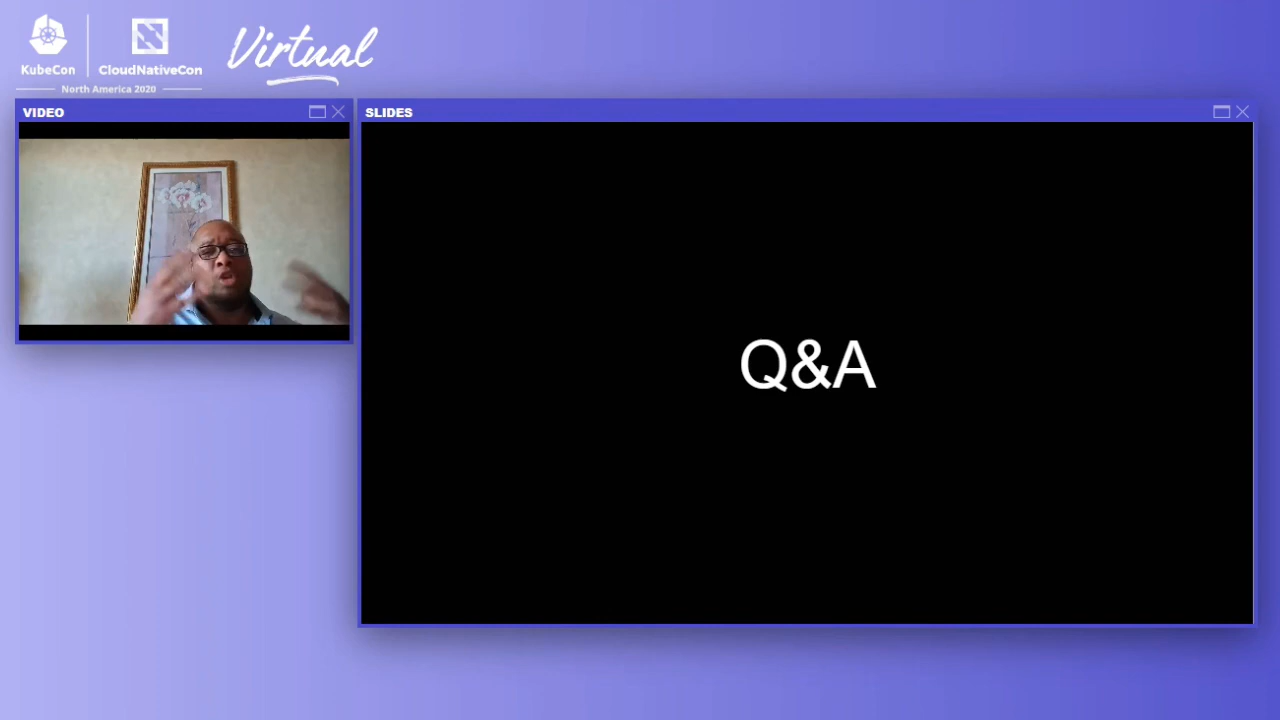 KubeCon
CloudNativeCon
North America 2020
Virtual
VIDEO
SLIDES
Q&A